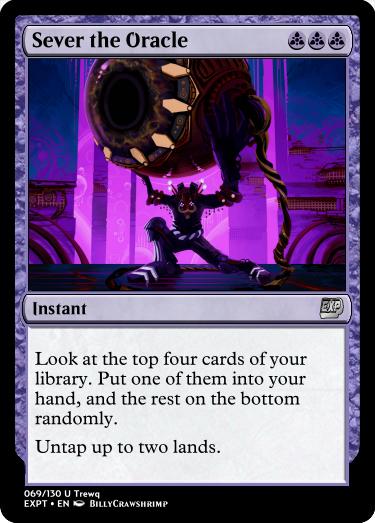 Sever the Oracle
Instant
EXP
Look at the top four cards of your
library. Put one of them into your
hand, and the rest on the bottom
randomly.
Untap up to two lands.
069/130 U Trewq
EXPT • EN BillyCrawshrimp